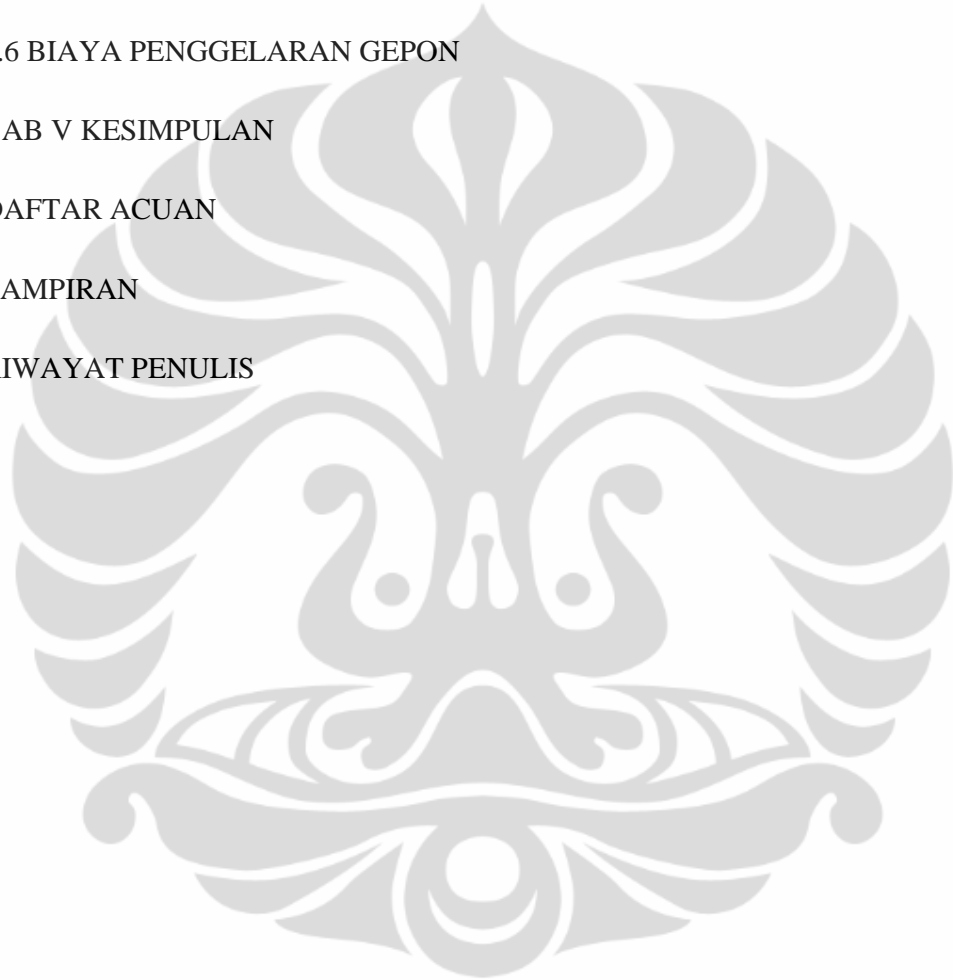 .6 BIAYA PENGGELARAN GEPON
AB V KESIMPULAN
DAFTAR ACUAN
AMPIRAN
IWAYAT PENULIS